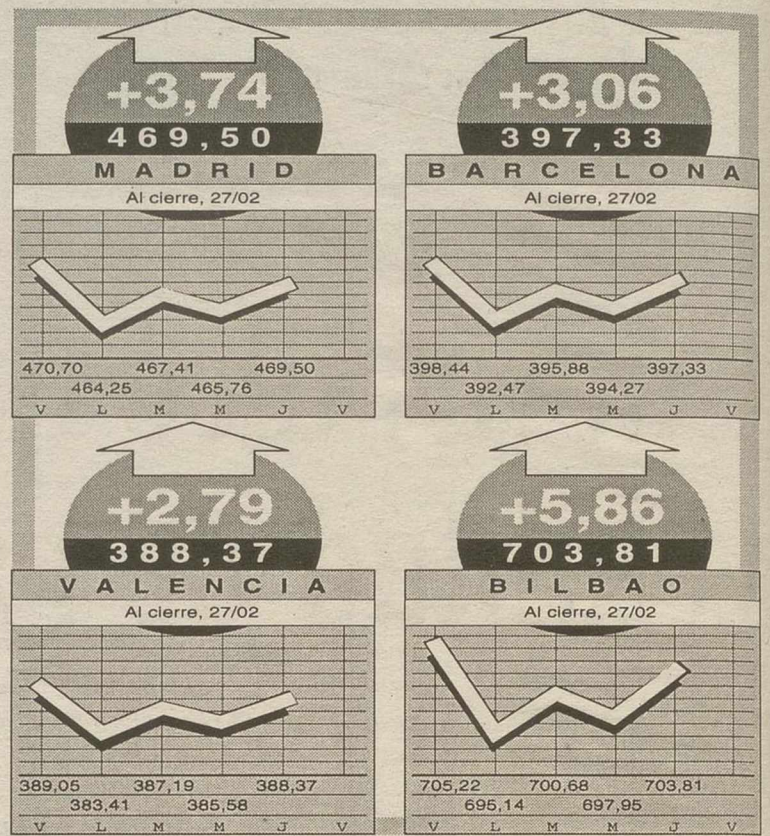 +3,74
469,50
MADRID
Al cierre, 27/02
470,70 467,41 469,50
464,25 465,76
V L M M J V
+3,06
397,33
BARCELONA
Al cierre, 27/02
398,44 395,88 397,33
392,47 394,27
V L M M J V
+2,79
388,37
VALENCIA
Al cierre, 27/02
389,05 387,19 388,37
383,41 385,58
V L M M J V
+5,86
703,81
BILBAO
Al cierre, 27/02
705,22 700,68 703,81
695,14 697,95
V L M M J V